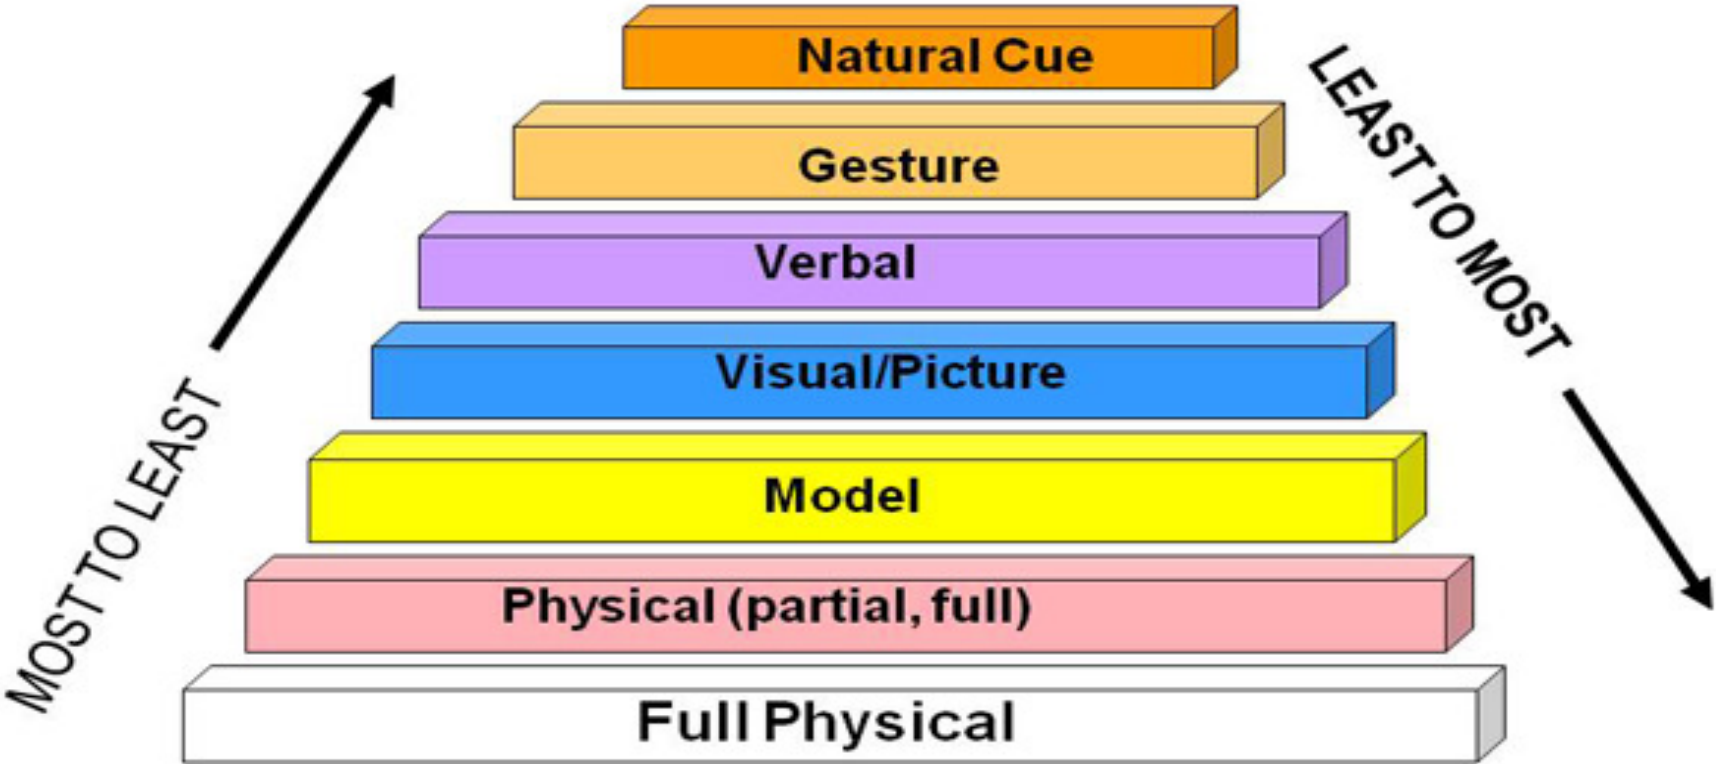 Natural Cue
LEAST TO MOST
Gesture
Verbal
Visual/Picture
MOST TO LEAST
Model
Physical (partial, full)
Full Physical